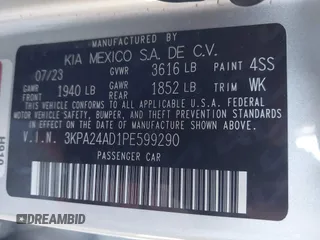 KIA MEXICO S.A. DE C.V.
07/23 GVWR 3616 LB PAINT 4SS
GAWR FRONT 1940 LB GAWR REAR 1852 LB TRIM WK
THIS VEHICLE CONFORMS TO ALL APPLICABLE U.S. FEDERAL MOTOR VEHICLE SAFETY, BUMPER, AND THEFT PREVENTION STANDARDS IN EFFECT ON THE DATE OF MANUFACTURE SHOWN ABOVE.
V.I.N. 3KPA24AD1PE599290
PASSENGER CAR
H910
DREAMBID